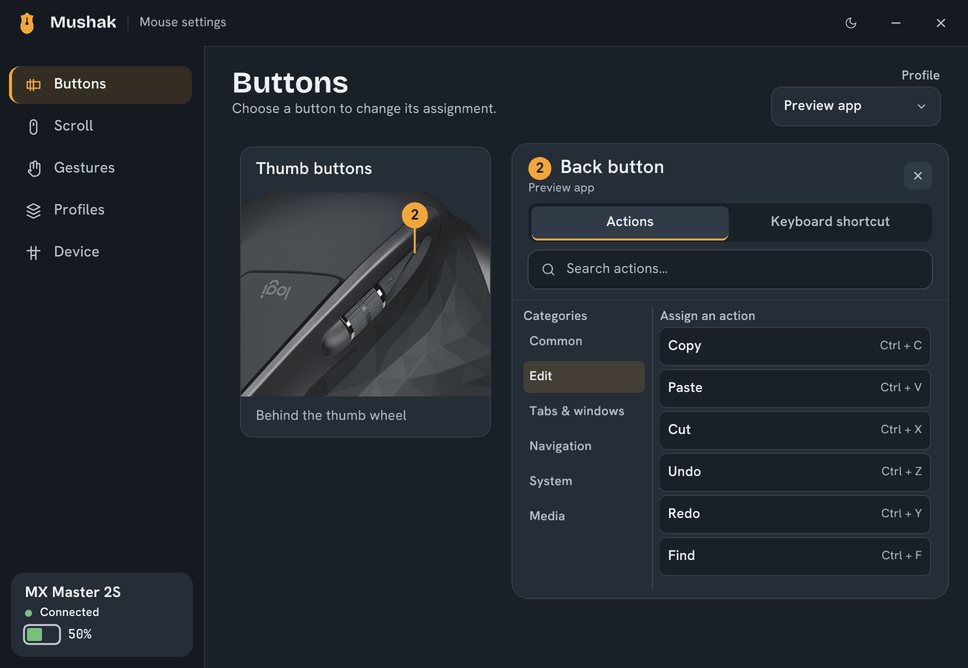 Mushak
Mouse settings
Buttons
Scroll
Gestures
Profiles
Device
MX Master 2S
Connected
50%
Buttons
Choose a button to change its assignment.
Profile
Preview app
Thumb buttons
2
logi
Behind the thumb wheel
2 Back button
Preview app
Actions
Keyboard shortcut
Search actions...
Categories
Common
Edit
Tabs & windows
Navigation
System
Media
Assign an action
Copy Ctrl + C
Paste Ctrl + V
Cut Ctrl + X
Undo Ctrl + Z
Redo Ctrl + Y
Find Ctrl + F